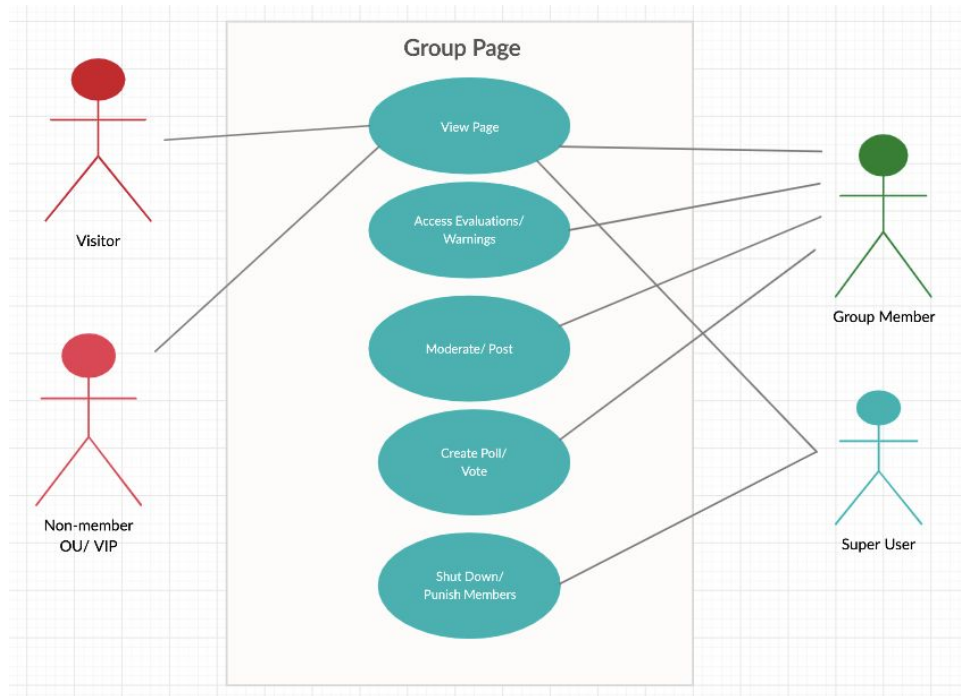 Group Page
View Page
Access Evaluations/
Warnings
Moderate/ Post
Create Poll/
Vote
Shut Down/
Punish Members
Visitor
Non-member
OU/ VIP
Group Member
Super User